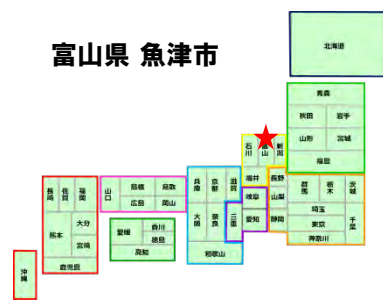 富山県 魚津市
北海道
青森
秋田 岩手
山形 宮城
福島
石川 富山 新潟
福井 長野
岐阜 山梨
愛知 静岡
群馬 栃木 茨城
埼玉
東京 千葉
神奈川
兵庫 京都 滋賀
大阪 奈良 三重
和歌山
山口 島根 鳥取
広島 岡山
愛媛 香川
徳島
高知
長崎 佐賀 福岡
熊本 大分
宮崎
鹿児島
沖縄